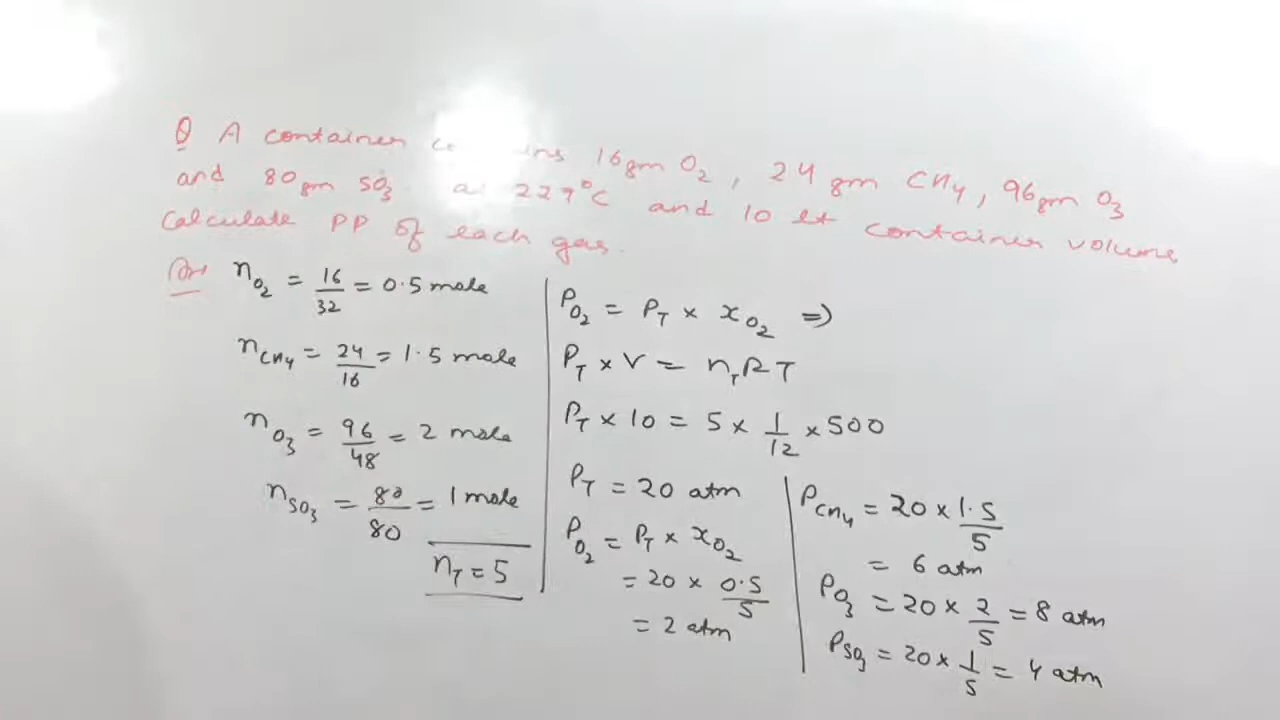 Q A container ins 16gm O2, 24 gm CH4, 96gm O3
and 80gm SO3 at 227°C and 10 lt container volume
Calculate PP of each gas.
Ans
nO2 = 16/32 = 0.5 mole
nCH4 = 24/16 = 1.5 mole
nO3 = 96/48 = 2 mole
nSO3 = 80/80 = 1 mole
nT = 5
PO2 = PT × xO2 ⇒
PT × V = nTRT
PT × 10 = 5 × 1/12 × 500
PT = 20 atm
PO2 = PT × xO2
= 20 × 0.5/5
= 2 atm
PCH4 = 20 × 1.5/5
= 6 atm
PO3 = 20 × 2/5 = 8 atm
PSO3 = 20 × 1/5 = 4 atm